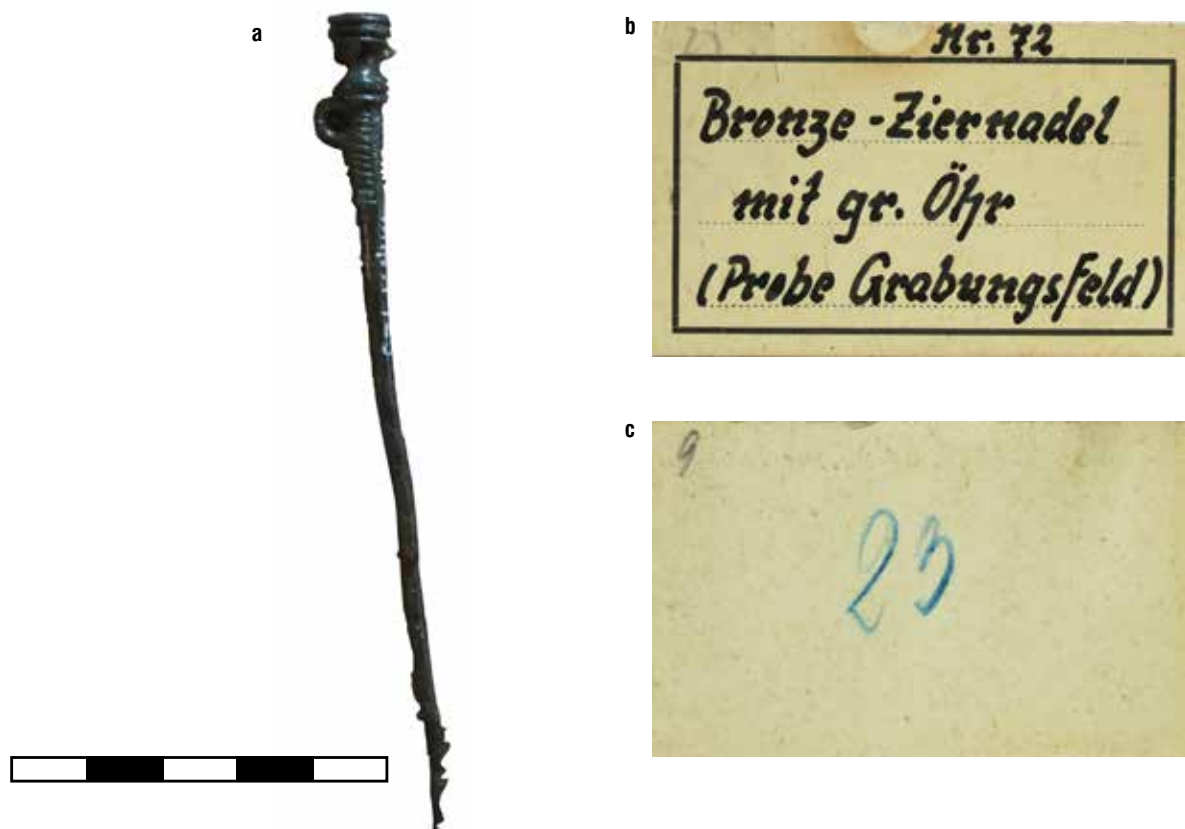 a
b
Nr. 72
Bronze-Ziernadel
mit gr. Öhr
(Probe Grabungsfeld)
c
9
23